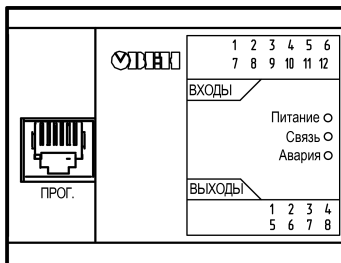 ОВЕН
1 2 3 4 5 6
7 8 9 10 11 12
ВХОДЫ
Питание
Связь
Авария
ПРОГ.
ВЫХОДЫ
1 2 3 4
5 6 7 8